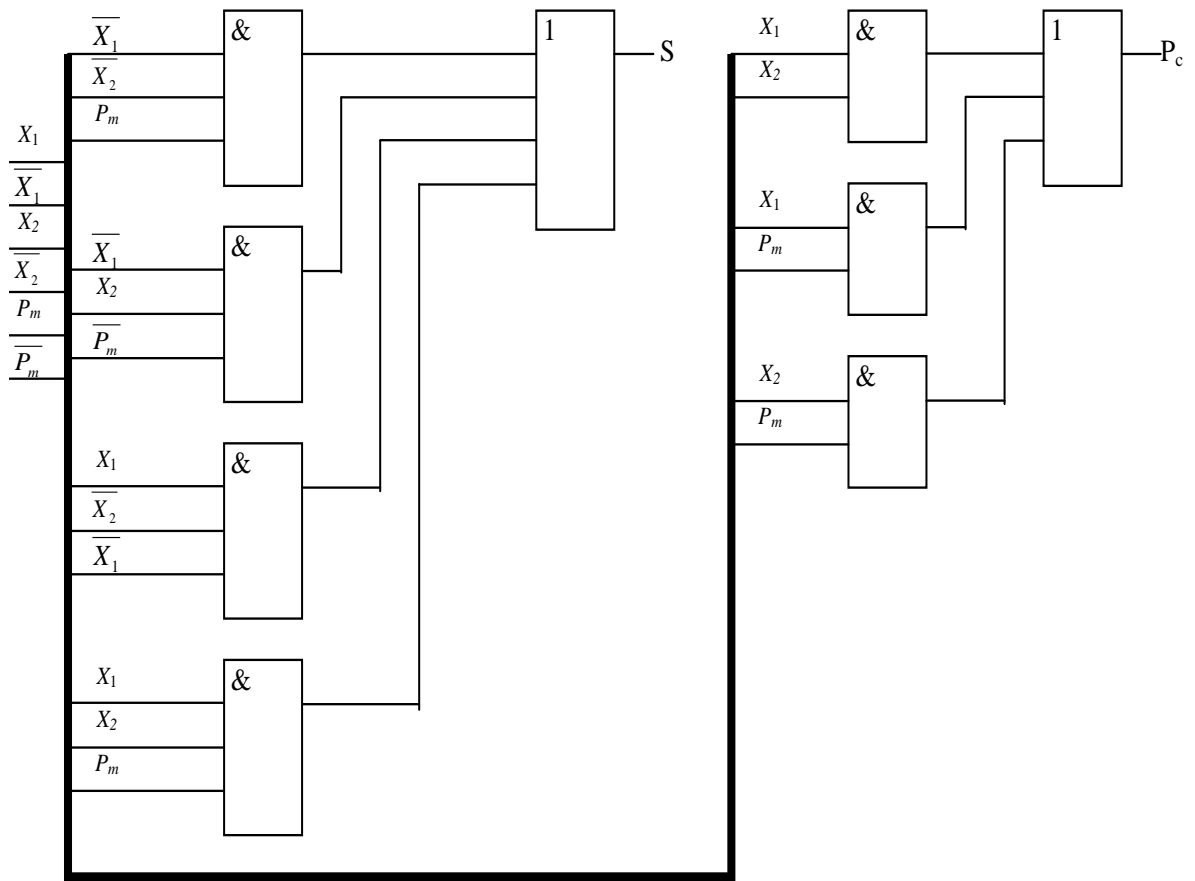 X₁
X̅₁
X₂
X̅₂
Pₘ
P̅ₘ
X̅₁
X̅₂
Pₘ
&
X̅₁
X₂
P̅ₘ
&
X₁
X̅₂
X̅₁
&
X₁
X₂
Pₘ
&
1
S
X₁
X₂
&
X₁
Pₘ
&
X₂
Pₘ
&
1
P_c